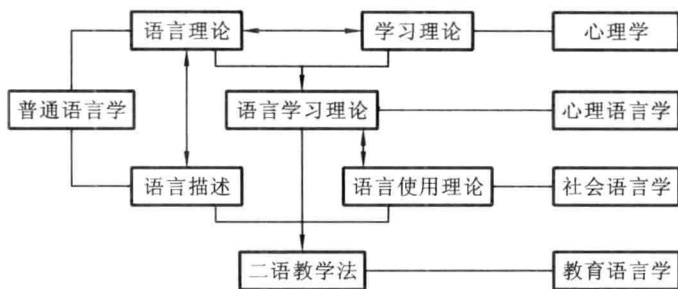 语言理论
学习理论
心理学
普通语言学
语言学习理论
心理语言学
语言描述
语言使用理论
社会语言学
二语教学法
教育语言学